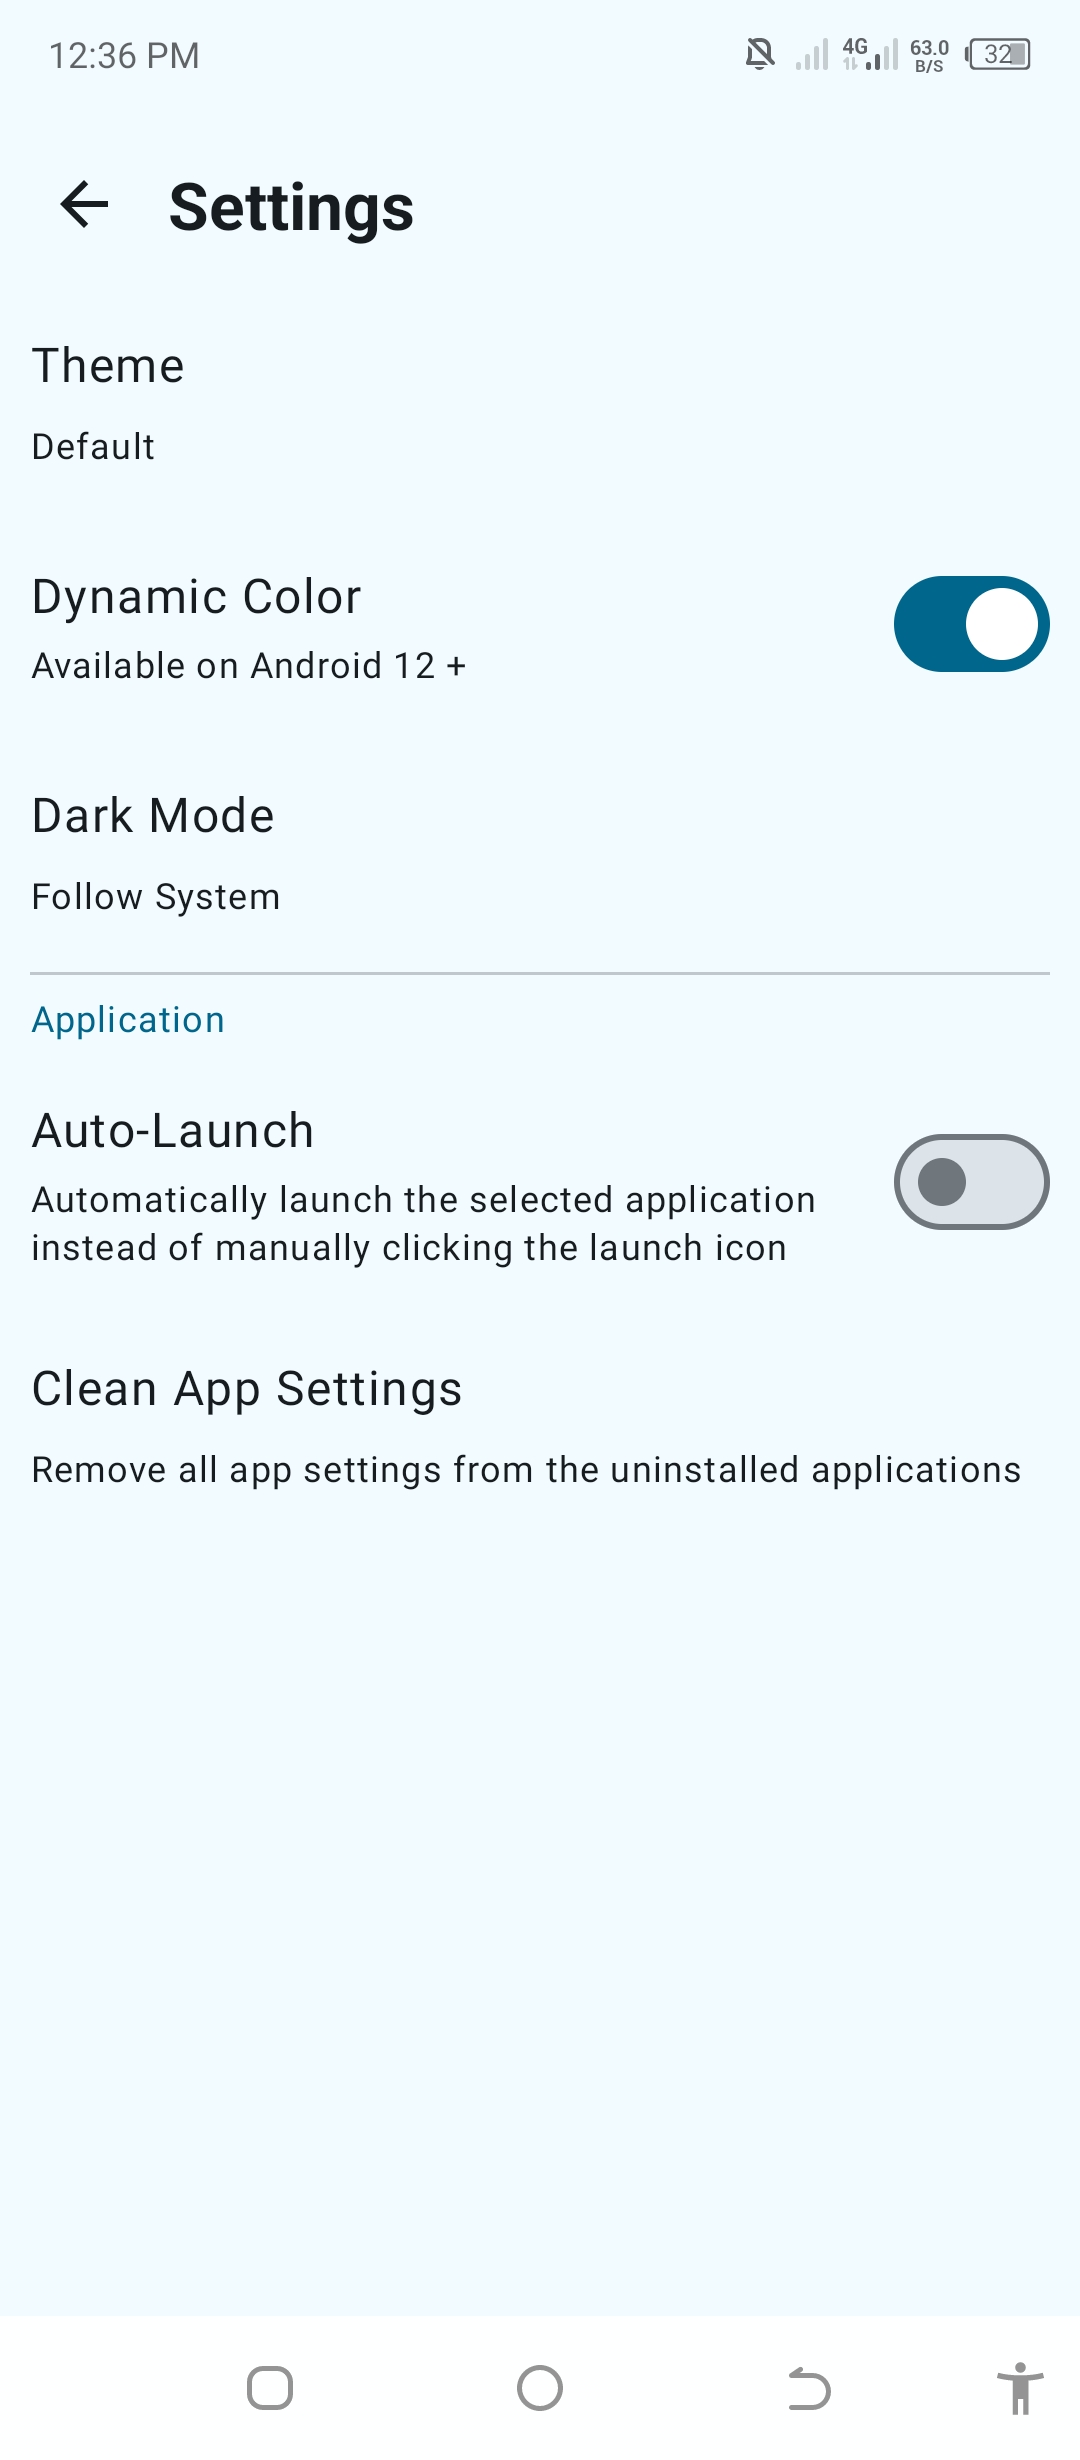 12:36 PM
4G
63.0
B/S
32
Settings
Theme
Default
Dynamic Color
Available on Android 12 +
Dark Mode
Follow System
Application
Auto-Launch
Automatically launch the selected application
instead of manually clicking the launch icon
Clean App Settings
Remove all app settings from the uninstalled applications